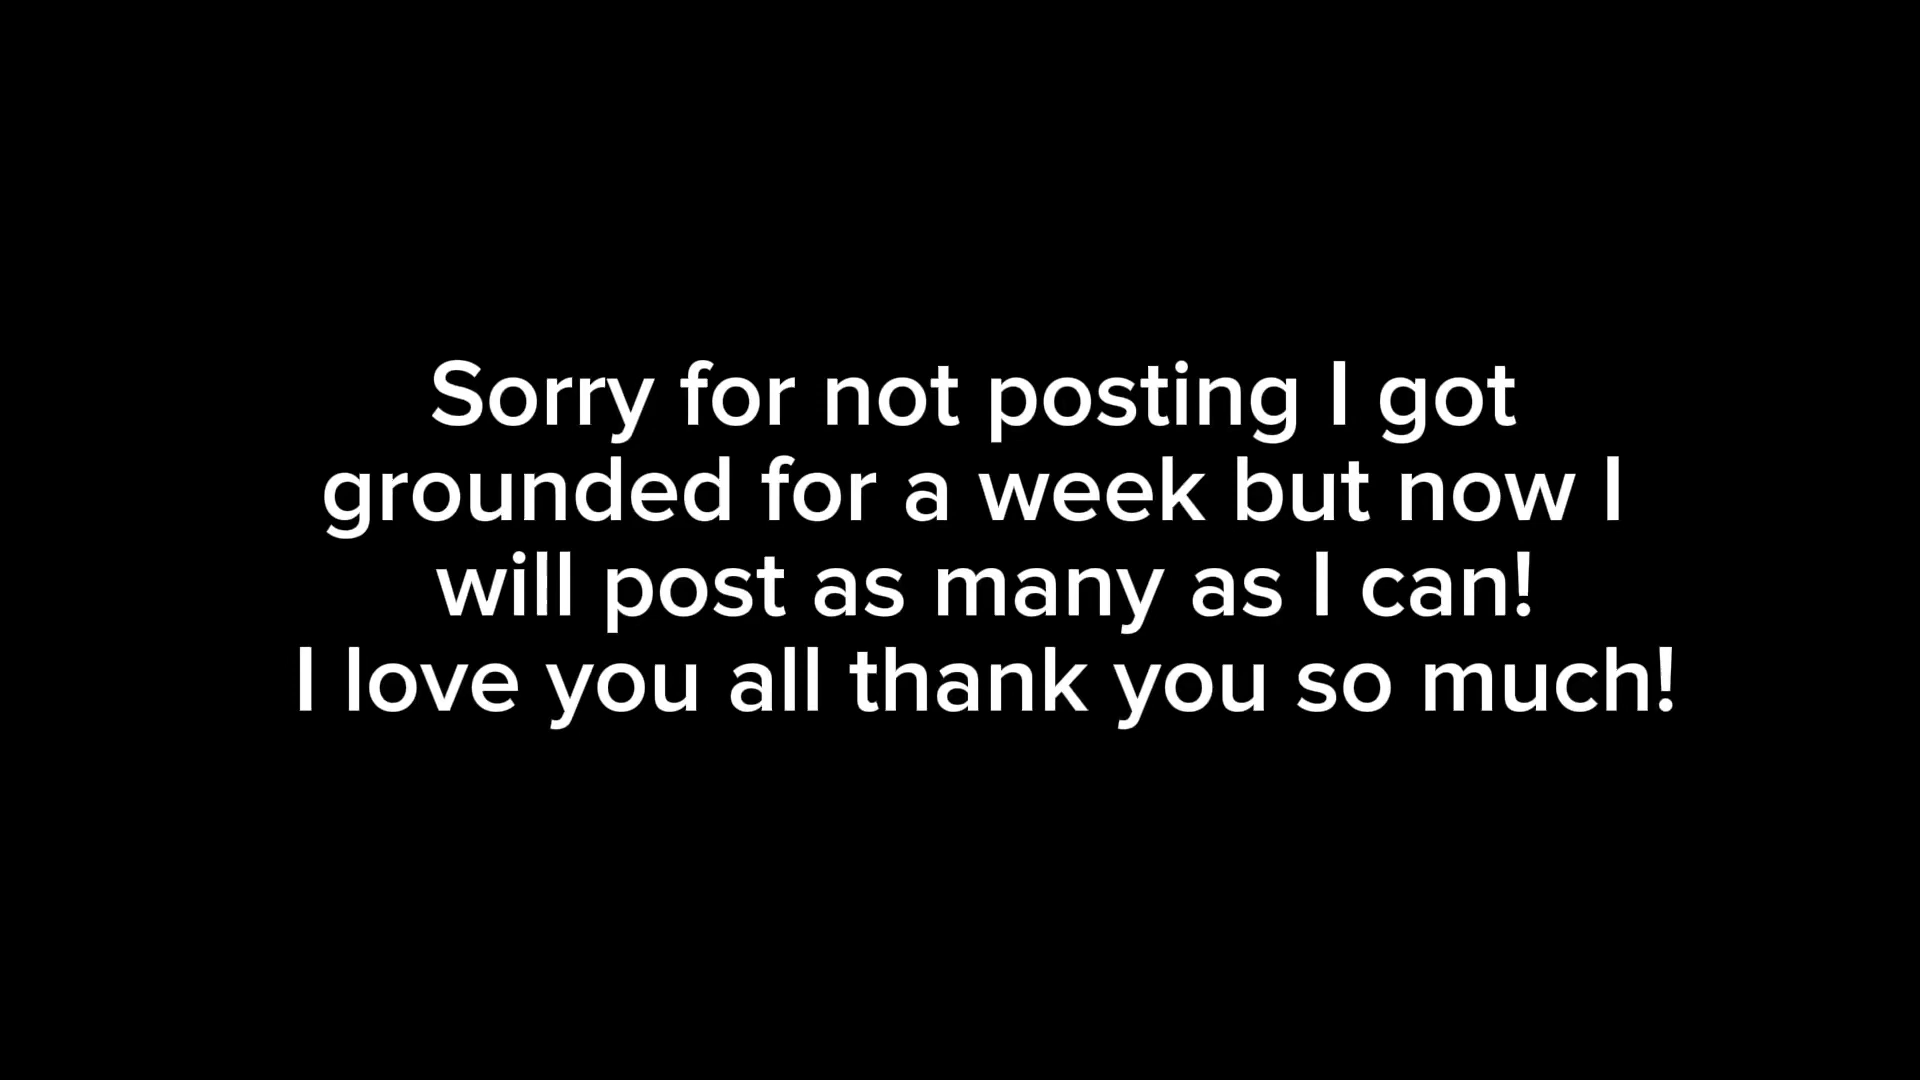 Sorry for not posting I got
grounded for a week but now I
will post as many as I can!
I love you all thank you so much!